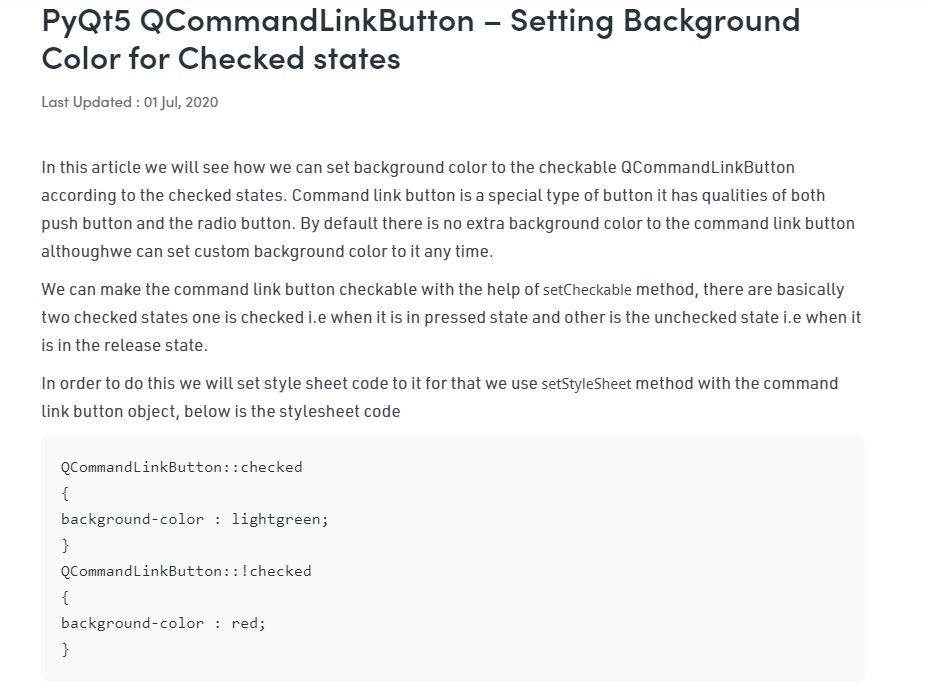 PyQt5 QCommandLinkButton – Setting Background
Color for Checked states
Last Updated : 01 Jul, 2020
In this article we will see how we can set background color to the checkable QCommandLinkButton
according to the checked states. Command link button is a special type of button it has qualities of both
push button and the radio button. By default there is no extra background color to the command link button
althoughwe can set custom background color to it any time.
We can make the command link button checkable with the help of setCheckable method, there are basically
two checked states one is checked i.e when it is in pressed state and other is the unchecked state i.e when it
is in the release state.
In order to do this we will set style sheet code to it for that we use setStyleSheet method with the command
link button object, below is the stylesheet code
QCommandLinkButton::checked
{
background-color : lightgreen;
}
QCommandLinkButton::!checked
{
background-color : red;
}